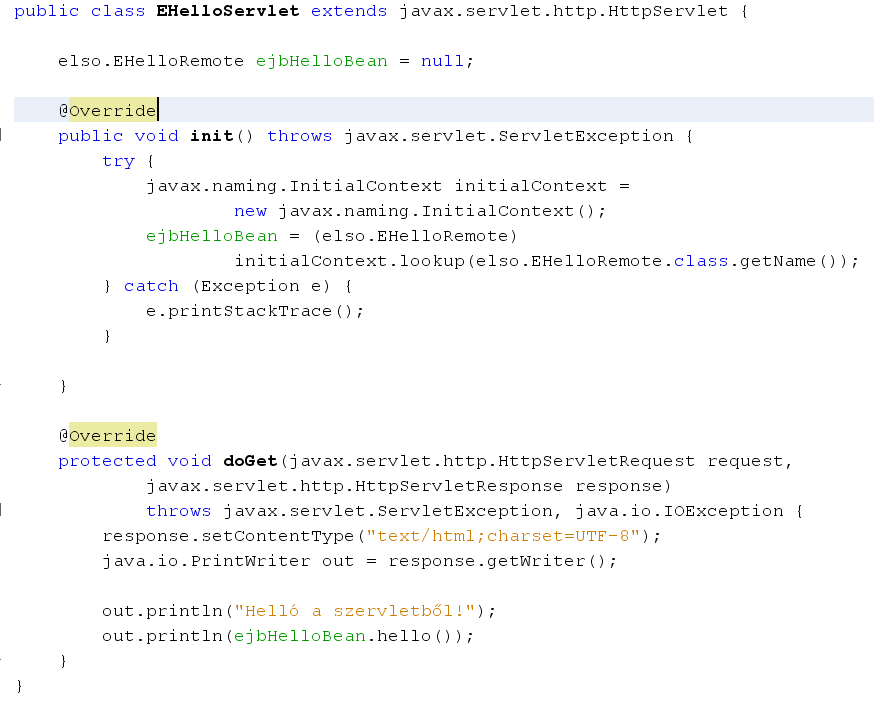 public class EHelloServlet extends javax.servlet.http.HttpServlet {
elso.EHelloRemote ejbHelloBean = null;
@Override
public void init() throws javax.servlet.ServletException {
try {
javax.naming.InitialContext initialContext =
new javax.naming.InitialContext();
ejbHelloBean = (elso.EHelloRemote)
initialContext.lookup(elso.EHelloRemote.class.getName());
} catch (Exception e) {
e.printStackTrace();
}
}
@Override
protected void doGet(javax.servlet.http.HttpServletRequest request,
javax.servlet.http.HttpServletResponse response)
throws javax.servlet.ServletException, java.io.IOException {
response.setContentType("text/html;charset=UTF-8");
java.io.PrintWriter out = response.getWriter();
out.println("Helló a szervletből!");
out.println(ejbHelloBean.hello());
}
}